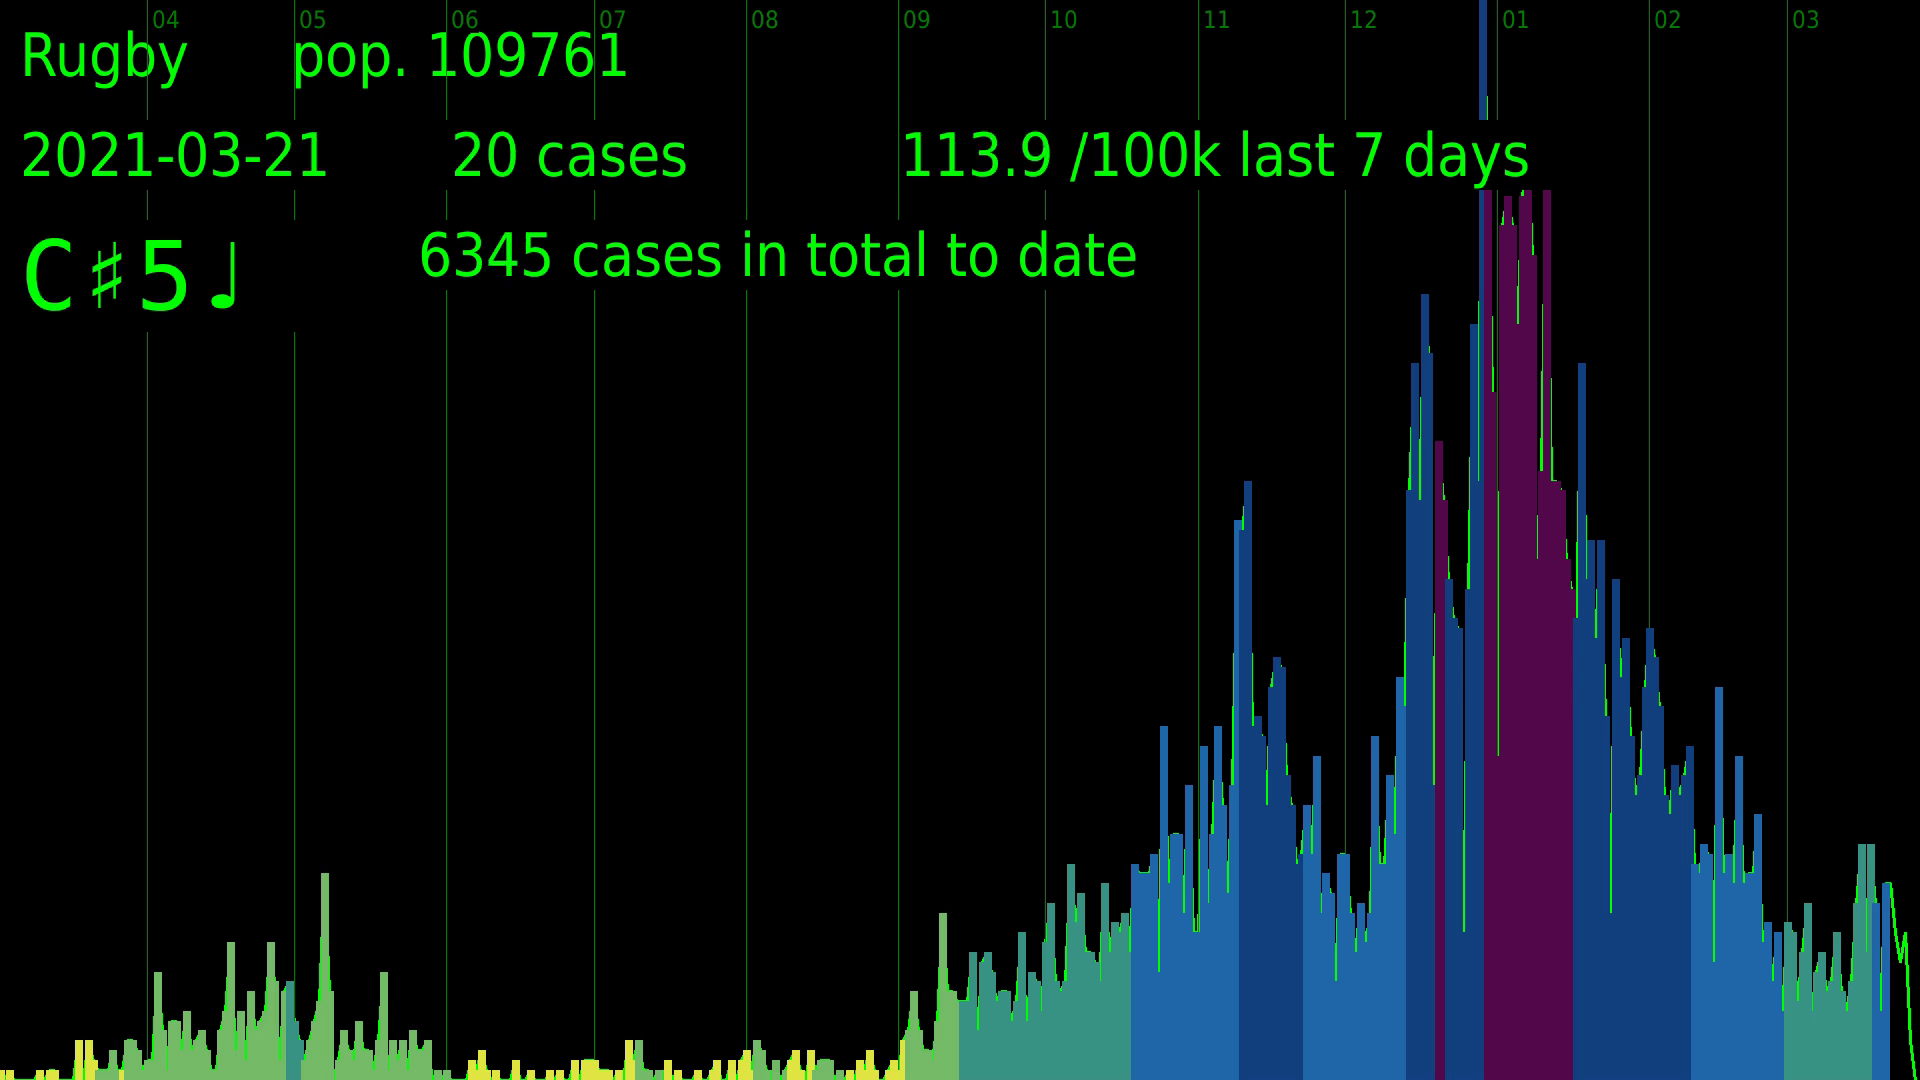 04 05 06 07 08 09 10 11 12 01 02 03
Rugby pop. 109761
2021-03-21 20 cases 113.9 /100k last 7 days
C♯5♩ 6345 cases in total to date